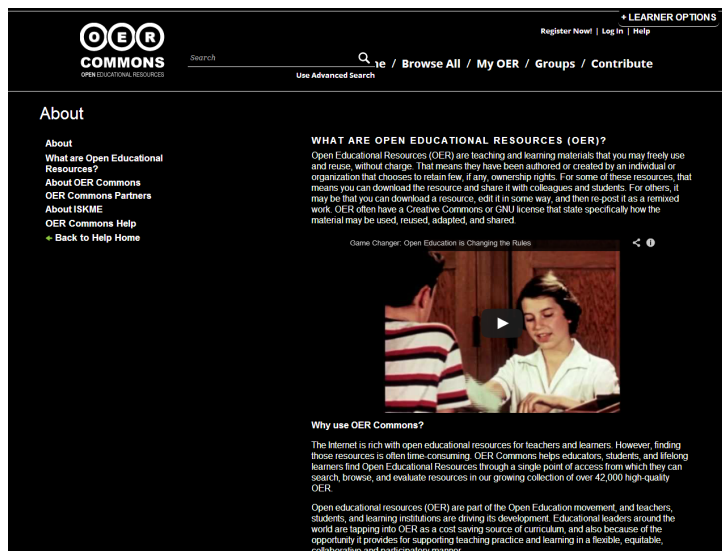 + LEARNER OPTIONS
Register Now! | Log In | Help
OER
COMMONS
OPEN EDUCATIONAL RESOURCES
Search
/ Browse All / My OER / Groups / Contribute
Use Advanced Search
About
About
What are Open Educational
Resources?
About OER Commons
OER Commons Partners
About ISKME
OER Commons Help
Back to Help Home
WHAT ARE OPEN EDUCATIONAL RESOURCES (OER)?
Open Educational Resources (OER) are teaching and learning materials that you may freely use
and reuse, without charge. That means they have been authored or created by an individual or
organization that chooses to retain few, if any, ownership rights. For some of these resources, that
means you can download the resource and share it with colleagues and students. For others, it
may be that you can download a resource, edit it in some way, and then re-post it as a remixed
work. OER often have a Creative Commons or GNU license that state specifically how the
material may be used, reused, adapted, and shared.
Game Changer: Open Education is Changing the Rules
Why use OER Commons?
The Internet is rich with open educational resources for teachers and learners. However, finding
those resources is often time-consuming. OER Commons helps educators, students, and lifelong
learners find Open Educational Resources through a single point of access from which they can
search, browse, and evaluate resources in our growing collection of over 42,000 high-quality
OER.
Open educational resources (OER) are part of the Open Education movement, and teachers,
students, and learning institutions are driving its development. Educational leaders around the
world are tapping into OER as a cost saving source of curriculum, and also because of the
opportunity it provides for supporting teaching practice and learning in a flexible, equitable,
collaborative and participatory manner.